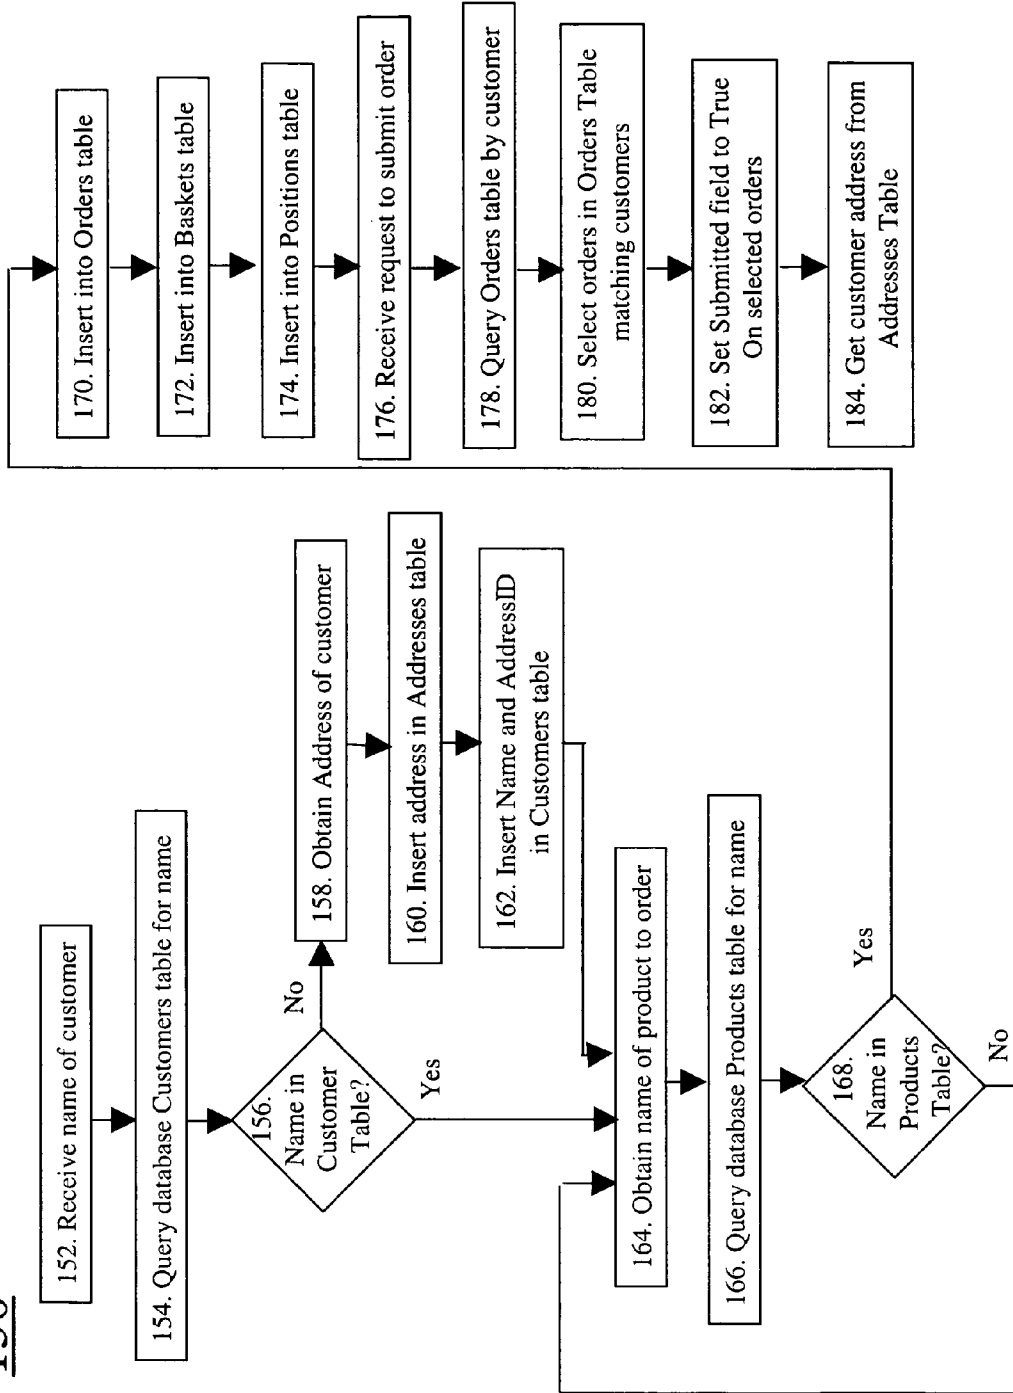 152. Receive name of customer
154. Query database Customers table for name
156.
Name in
Customer
Table?
No
Yes
158. Obtain Address of customer
160. Insert address in Addresses table
162. Insert Name and AddressID
in Customers table
164. Obtain name of product to order
166. Query database Products table for name
168.
Name in
Products
Table?
Yes
No
170. Insert into Orders table
172. Insert into Baskets table
174. Insert into Positions table
176. Receive request to submit order
178. Query Orders table by customer
180. Select orders in Orders Table
matching customers
182. Set Submitted field to True
On selected orders
184. Get customer address from
Addresses Table